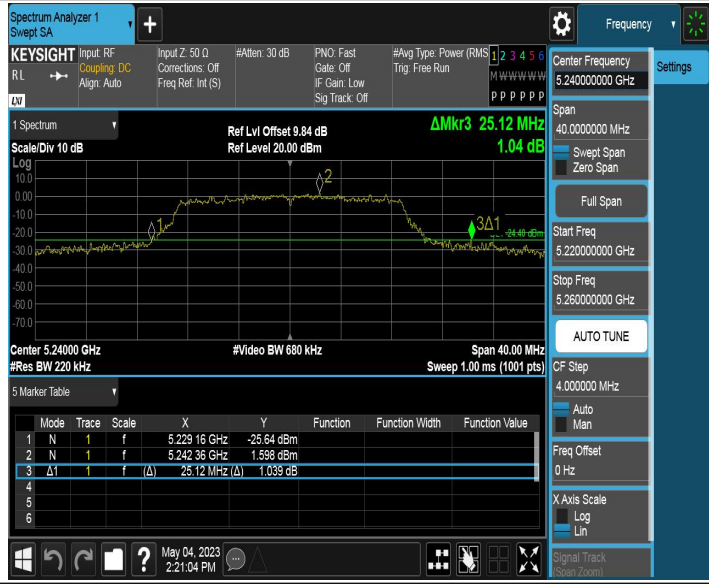 Spectrum Analyzer 1
Swept SA
Frequency
KEYSIGHT
RL
LXI
Input: RF
Coupling: DC
Align: Auto
Input Z: 50 Ω
Corrections: Off
Freq Ref: Int (S)
#Atten: 30 dB
PNO: Fast
Gate: Off
IF Gain: Low
Sig Track: Off
#Avg Type: Power (RMS
Trig: Free Run
1 2 3 4 5 6
M W W W W W
P P P P P P
Settings
1 Spectrum
Scale/Div 10 dB
Ref Lvl Offset 9.84 dB
Ref Level 20.00 dBm
ΔMkr3 25.12 MHz
1.04 dB
Log
10.0
0.00
-10.0
-20.0
-30.0
-40.0
-50.0
-60.0
-70.0
1
2
3Δ1
-24.40 dBm
Center 5.24000 GHz
#Res BW 220 kHz
#Video BW 680 kHz
Span 40.00 MHz
Sweep 1.00 ms (1001 pts)
5 Marker Table
Mode Trace Scale X Y Function Function Width Function Value
1 N 1 f 5.229 16 GHz -25.64 dBm
2 N 1 f 5.242 36 GHz 1.598 dBm
3 Δ1 1 f (Δ) 25.12 MHz (Δ) 1.039 dB
4
5
6
May 04, 2023
2:21:04 PM
Center Frequency
5.240000000 GHz
Span
40.0000000 MHz
Swept Span
Zero Span
Full Span
Start Freq
5.220000000 GHz
Stop Freq
5.260000000 GHz
AUTO TUNE
CF Step
4.000000 MHz
Auto
Man
Freq Offset
0 Hz
X Axis Scale
Log
Lin
Signal Track
(Span Zoom)